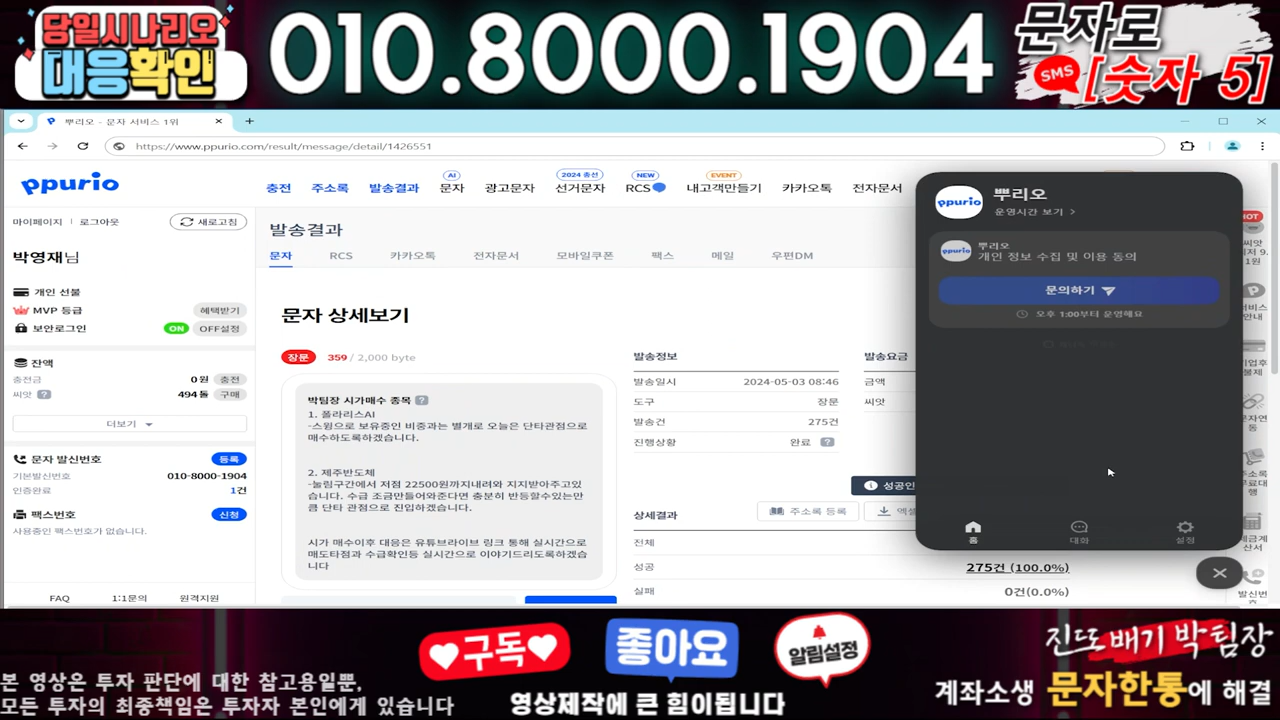 당일시나리오
대응확인
010.8000.1904
문자로
SMS
[숫자 5]
뿌리오 - 문자 서비스 1위
https://www.ppurio.com/result/message/detail/1426551
ppurio
충전
주소록
발송결과
AI
문자
광고문자
2024 총선
선거문자
NEW
RCS
EVENT
내고객만들기
카카오톡
전자문서
마이페이지
로그아웃
새로고침
박영재님
개인 선불
MVP 등급
혜택받기
보안로그인
ON
OFF설정
잔액
충전금
0원
충전
씨앗
494톨
구매
더보기
문자 발신번호
등록
기본발신번호
010-8000-1904
인증완료
1건
팩스번호
신청
사용중인 팩스번호가 없습니다.
FAQ
1:1문의
원격지원
발송결과
문자
RCS
카카오톡
전자문서
모바일쿠폰
팩스
메일
우편DM
문자 상세보기
장문
359 / 2,000 byte
박팀장 시가매수 종목
1. 폴라리스AI
-스윙으로 보유중인 비중과는 별개로 오늘은 단타관점으로
매수하도록하겠습니다.
2. 제주반도체
-눌림구간에서 저점 22500원까지내려와 지지받아주고있
습니다. 수급 조금만들어와준다면 충분히 반등할수있는만
큼 단타 관점으로 진입하겠습니다.
시가 매수이후 대응은 유튜브라이브 링크 통해 실시간으로
매도타점과 수급확인등 실시간으로 이야기드리도록하겠습
니다
발송정보
발송일시
2024-05-03 08:46
도구
장문
발송건
275건
진행상황
완료
발송요금
금액
씨앗
성공인
상세결과
주소록 등록
엑셀
전체
성공
275건 (100.0%)
실패
0건(0.0%)
뿌리오
운영시간 보기
뿌리오
개인 정보 수집 및 이용 동의
문의하기
오후 1:00부터 운영해요
홈
대화
설정
구독
좋아요
알림설정
영상제작에 큰 힘이됩니다
본 영상은 투자 판단에 대한 참고용일뿐,
모든 투자의 최종책임은 투자자 본인에게 있습니다
진또배기 박팀장
계좌소생 문자한통에 해결